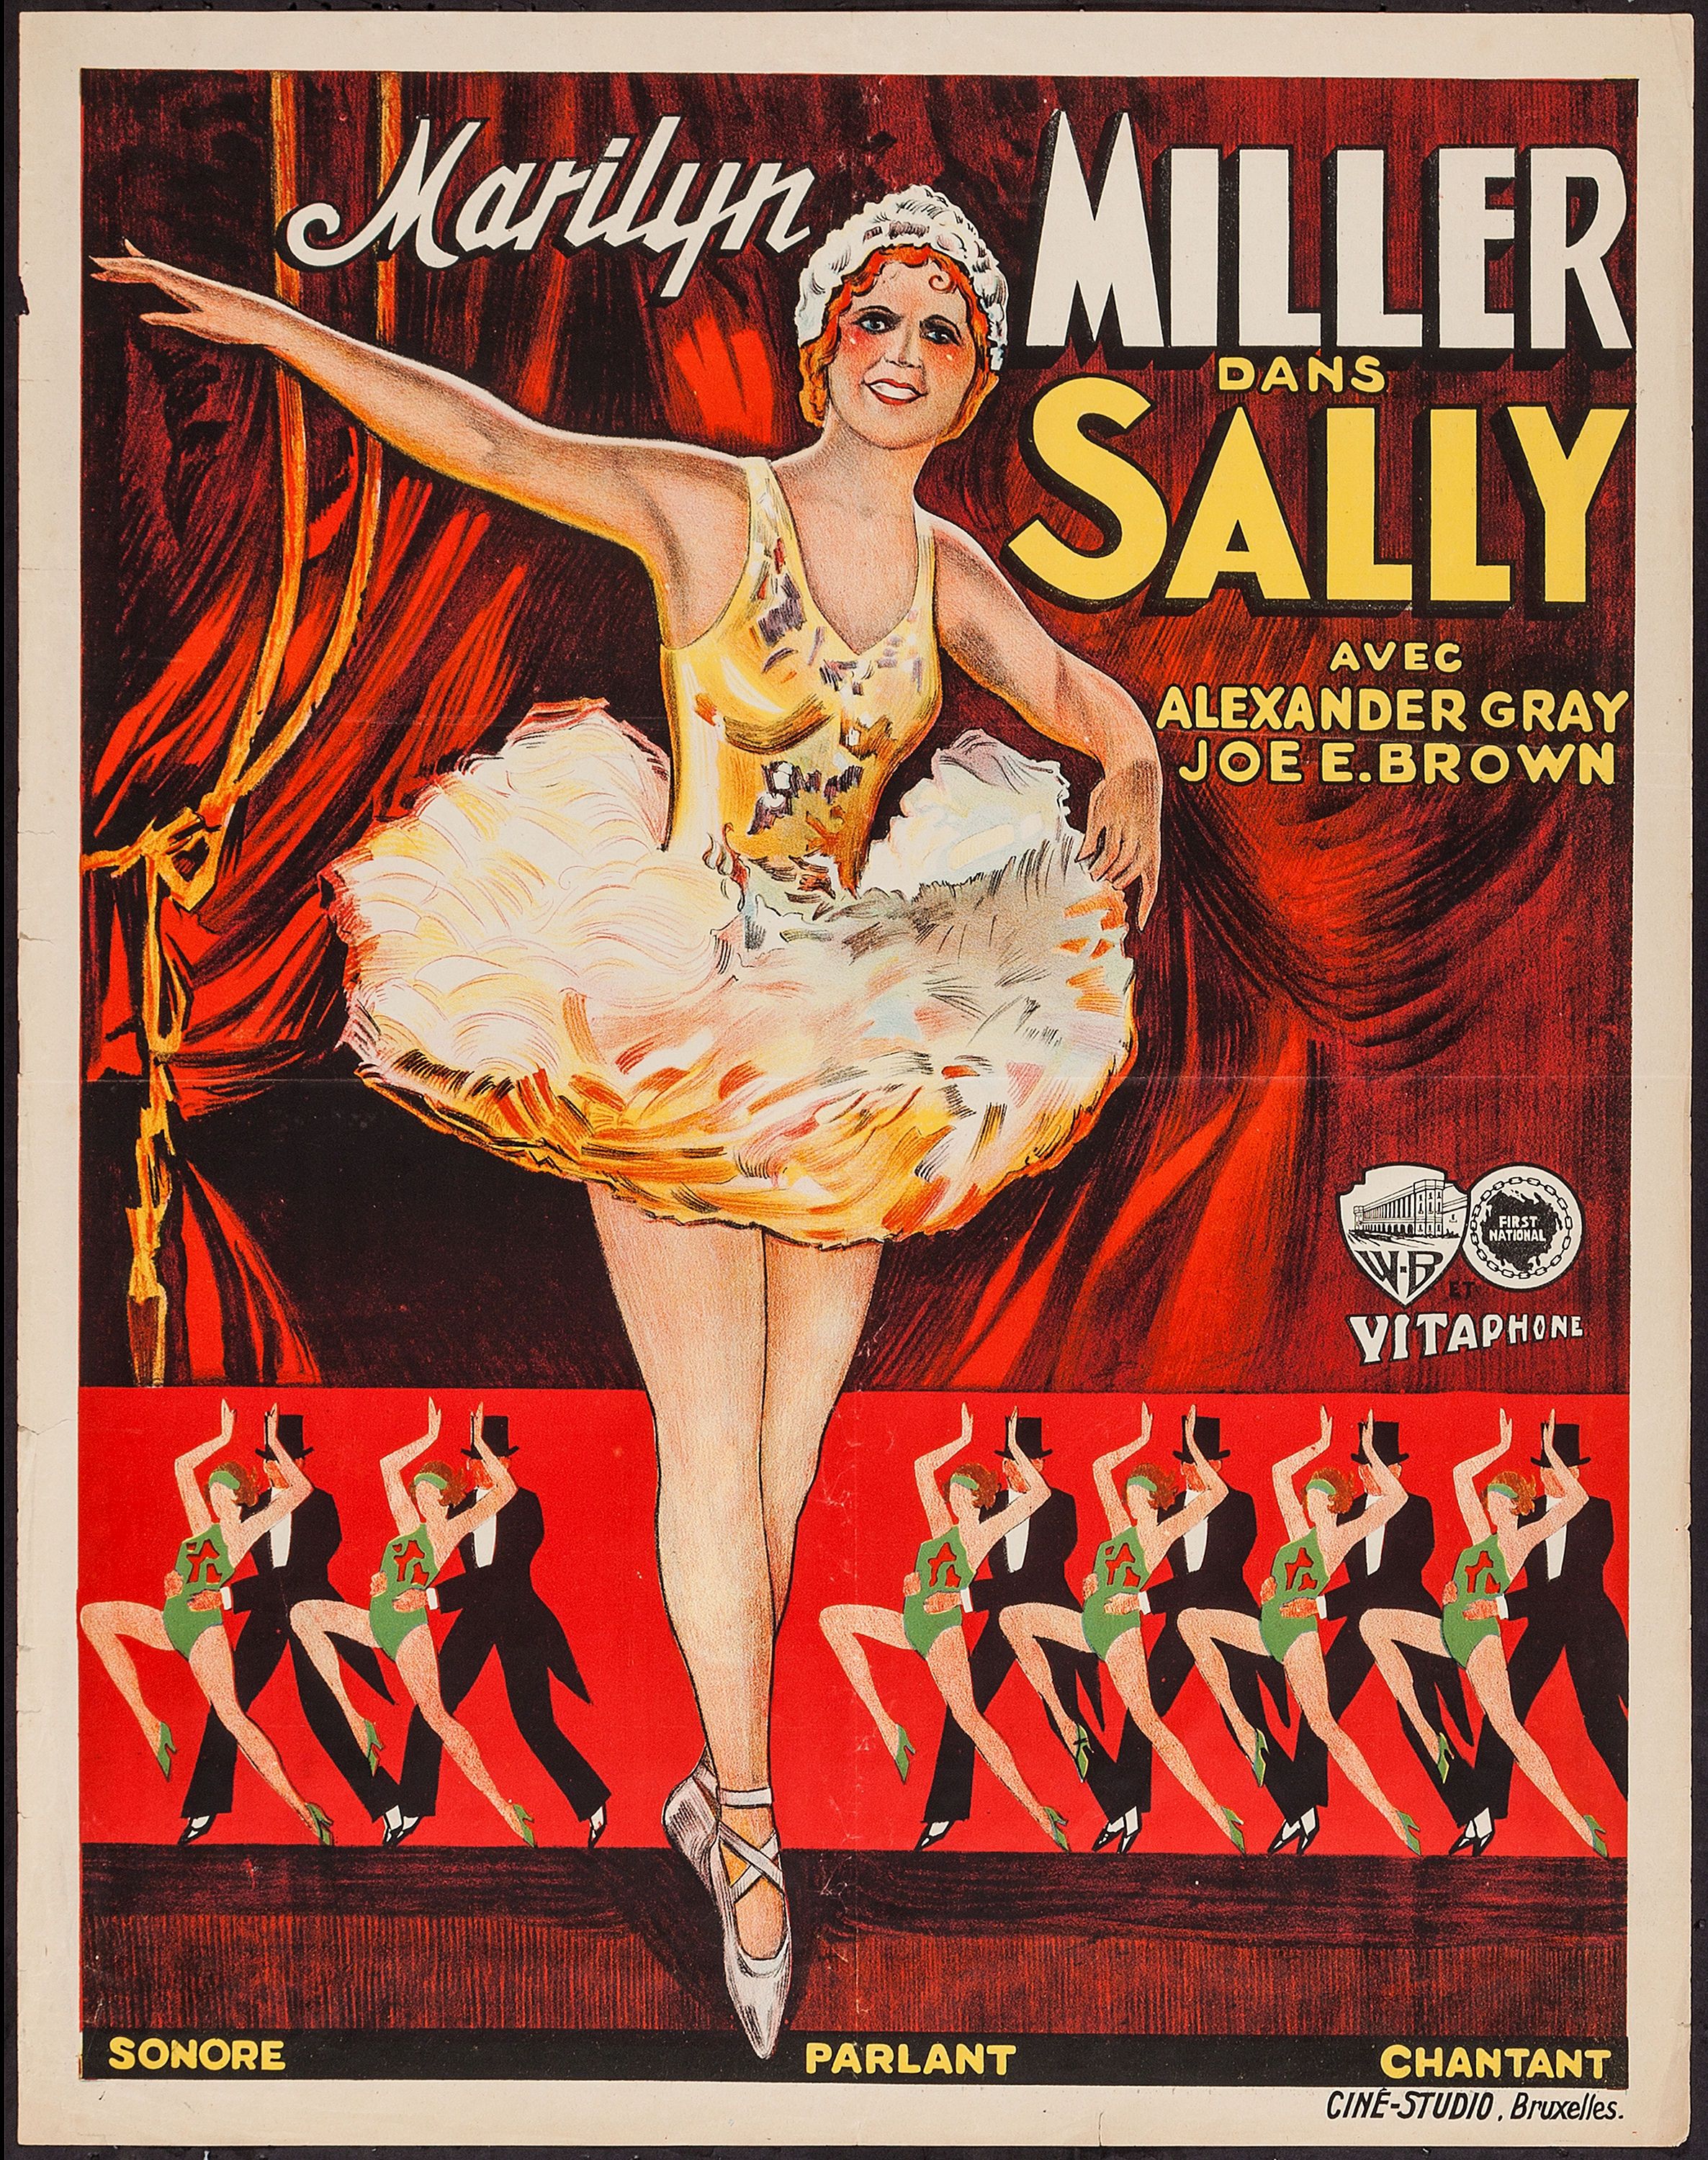 Marilyn MILLER
DANS
SALLY
AVEC
ALEXANDER GRAY
JOE E. BROWN
W-B
FIRST
NATIONAL
ET
VITAPHONE
SONORE PARLANT CHANTANT
CINÉ-STUDIO, Bruxelles.